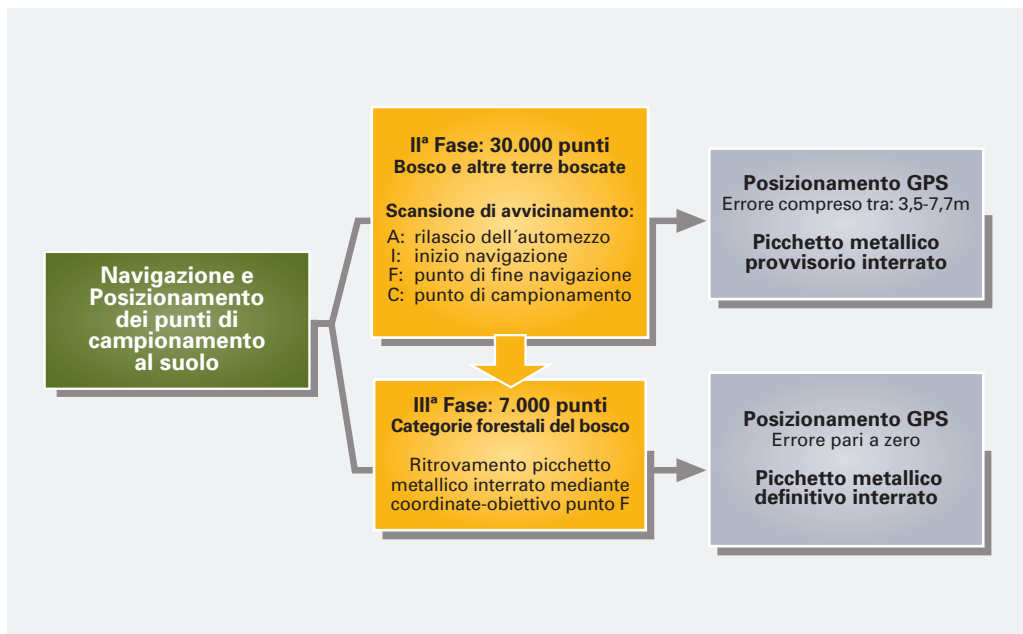 Navigazione e
Posizionamento
dei punti di
campionamento
al suolo
IIª Fase: 30.000 punti
Bosco e altre terre boscate
Scansione di avvicinamento:
A: rilascio dell´automezzo
I: inizio navigazione
F: punto di fine navigazione
C: punto di campionamento
Posizionamento GPS
Errore compreso tra: 3,5-7,7m
Picchetto metallico
provvisorio interrato
IIIª Fase: 7.000 punti
Categorie forestali del bosco
Ritrovamento picchetto
metallico interrato mediante
coordinate-obiettivo punto F
Posizionamento GPS
Errore pari a zero
Picchetto metallico
definitivo interrato